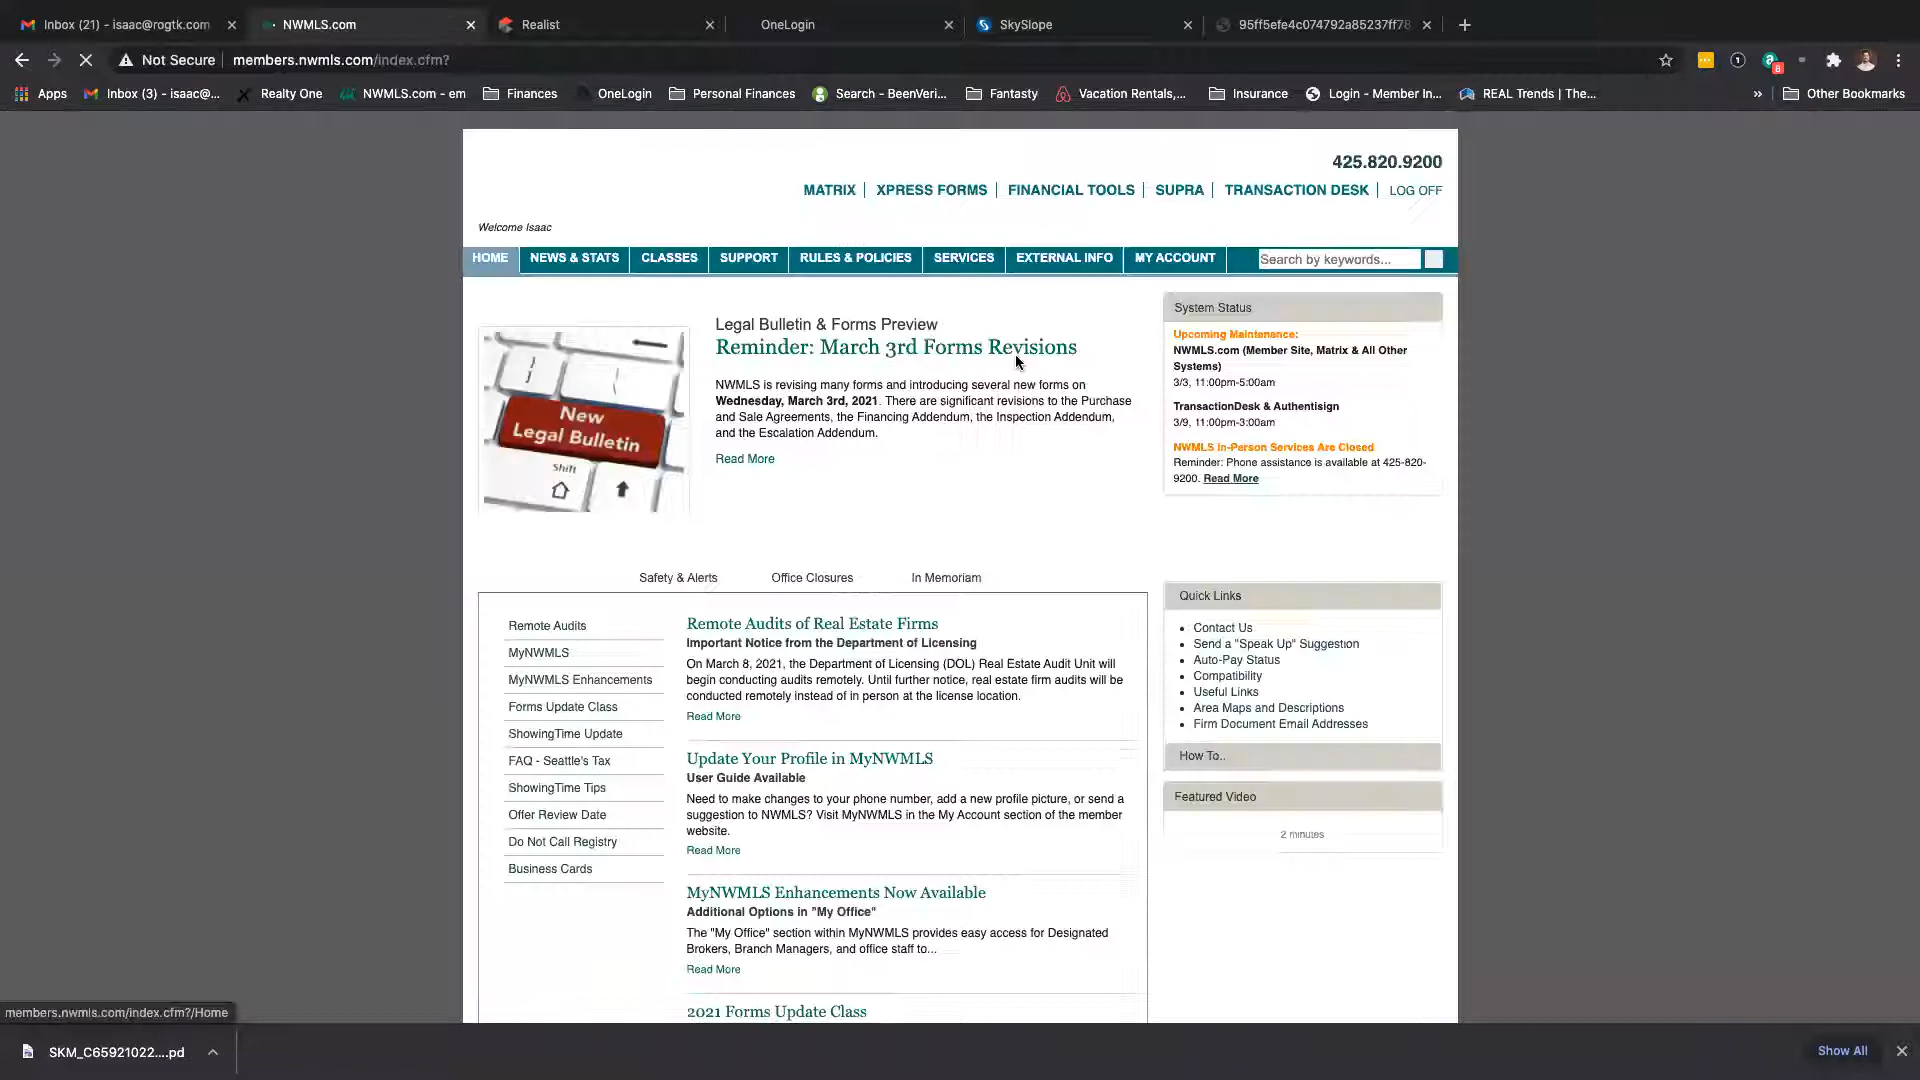 Inbox (21) - isaac@rogtk.com
NWMLS.com
Realist
OneLogin
SkySlope
95ff5efe4c074792a85237ff78
Not Secure
members.nwmls.com/index.cfm?
Apps
Inbox (3) - isaac@...
Realty One
NWMLS.com - em
Finances
OneLogin
Personal Finances
Search - BeenVeri...
Fantasty
Vacation Rentals,...
Insurance
Login - Member In...
REAL Trends | The...
»
Other Bookmarks
425.820.9200
MATRIX | XPRESS FORMS | FINANCIAL TOOLS | SUPRA | TRANSACTION DESK | LOG OFF
Welcome Isaac
HOME NEWS & STATS CLASSES SUPPORT RULES & POLICIES SERVICES EXTERNAL INFO MY ACCOUNT Search by keywords...
New
Legal Bulletin
Shift
Legal Bulletin & Forms Preview
Reminder: March 3rd Forms Revisions
NWMLS is revising many forms and introducing several new forms on
Wednesday, March 3rd, 2021. There are significant revisions to the Purchase
and Sale Agreements, the Financing Addendum, the Inspection Addendum,
and the Escalation Addendum.
Read More
System Status
Upcoming Maintenance:
NWMLS.com (Member Site, Matrix & All Other
Systems)
3/3, 11:00pm-5:00am
TransactionDesk & Authentisign
3/9, 11:00pm-3:00am
NWMLS In-Person Services Are Closed
Reminder: Phone assistance is available at 425-820-
9200. Read More
Safety & Alerts
Office Closures
In Memoriam
Remote Audits
MyNWMLS
MyNWMLS Enhancements
Forms Update Class
ShowingTime Update
FAQ - Seattle's Tax
ShowingTime Tips
Offer Review Date
Do Not Call Registry
Business Cards
Remote Audits of Real Estate Firms
Important Notice from the Department of Licensing
On March 8, 2021, the Department of Licensing (DOL) Real Estate Audit Unit will
begin conducting audits remotely. Until further notice, real estate firm audits will be
conducted remotely instead of in person at the license location.
Read More
Update Your Profile in MyNWMLS
User Guide Available
Need to make changes to your phone number, add a new profile picture, or send a
suggestion to NWMLS? Visit MyNWMLS in the My Account section of the member
website.
Read More
MyNWMLS Enhancements Now Available
Additional Options in "My Office"
The "My Office" section within MyNWMLS provides easy access for Designated
Brokers, Branch Managers, and office staff to...
Read More
2021 Forms Update Class
Quick Links
Contact Us
Send a "Speak Up" Suggestion
Auto-Pay Status
Compatibility
Useful Links
Area Maps and Descriptions
Firm Document Email Addresses
How To..
Featured Video
2 minutes
members.nwmls.com/index.cfm?/Home
SKM_C65921022....pd
Show All